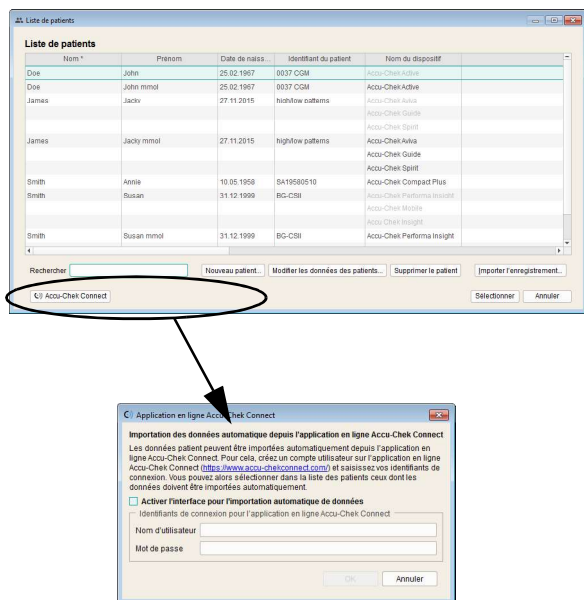 Liste de patients
Liste de patients
Nom * Prénom Date de naiss... Identifiant du patient Nom du dispositif
Doe John 25.02.1967 0037 CGM Accu-Chek Active
Doe John mmol 25.02.1967 0037 CGM Accu-Chek Active
James Jacky 27.11.2015 high/low patterns Accu-Chek Aviva
Accu-Chek Guide
Accu-Chek Spirit
James Jacky mmol 27.11.2015 high/low patterns Accu-Chek Aviva
Accu-Chek Guide
Accu-Chek Spirit
Smith Annie 10.05.1958 SA19580510 Accu-Chek Compact Plus
Smith Susan 31.12.1999 BG-CSII Accu-Chek Performa Insight
Accu-Chek Mobile
Accu-Chek Insight
Smith Susan mmol 31.12.1999 BG-CSII Accu-Chek Performa Insight
Rechercher Nouveau patient... Modifier les données des patients... Supprimer le patient Importer l'enregistrement...
Accu-Chek Connect Sélectionner Annuler
Application en ligne Accu-Chek Connect
Importation des données automatique depuis l'application en ligne Accu-Chek Connect
Les données patient peuvent être importées automatiquement depuis l'application en
ligne Accu-Chek Connect. Pour cela, créez un compte utilisateur sur l'application en ligne
Accu-Chek Connect (https://www.accu-chekconnect.com/) et saisissez vos identifiants de
connexion. Vous pouvez alors sélectionner dans la liste des patients ceux dont les
données doivent être importées automatiquement.
Activer l'interface pour l'importation automatique de données
Identifiants de connexion pour l'application en ligne Accu-Chek Connect
Nom d'utilisateur
Mot de passe
OK Annuler